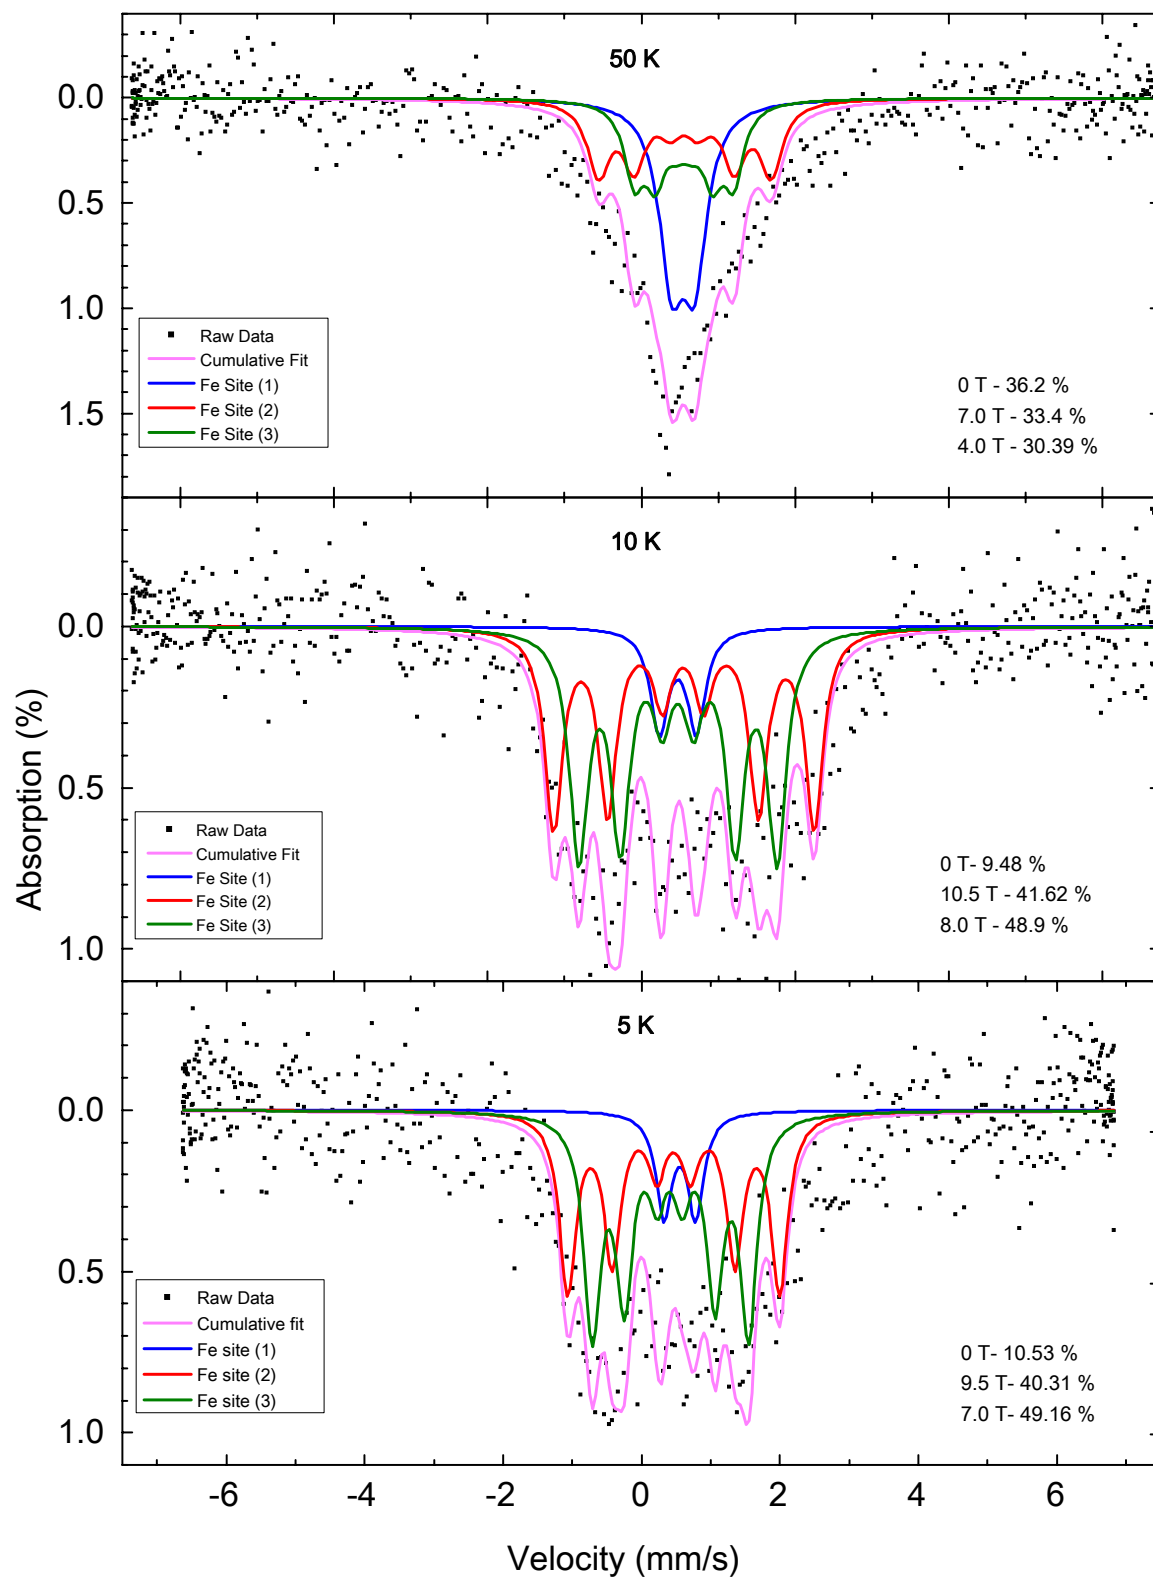 50 K
0.0
0.5
1.0
1.5
Raw Data
Cumulative Fit
Fe Site (1)
Fe Site (2)
Fe Site (3)
0 T - 36.2 %
7.0 T - 33.4 %
4.0 T - 30.39 %
10 K
0.0
0.5
1.0
Absorption (%)
Raw Data
Cumulative Fit
Fe Site (1)
Fe Site (2)
Fe Site (3)
0 T- 9.48 %
10.5 T - 41.62 %
8.0 T - 48.9 %
5 K
0.0
0.5
1.0
Raw Data
Cumulative fit
Fe site (1)
Fe site (2)
Fe site (3)
0 T- 10.53 %
9.5 T- 40.31 %
7.0 T- 49.16 %
-6 -4 -2 0 2 4 6
Velocity (mm/s)